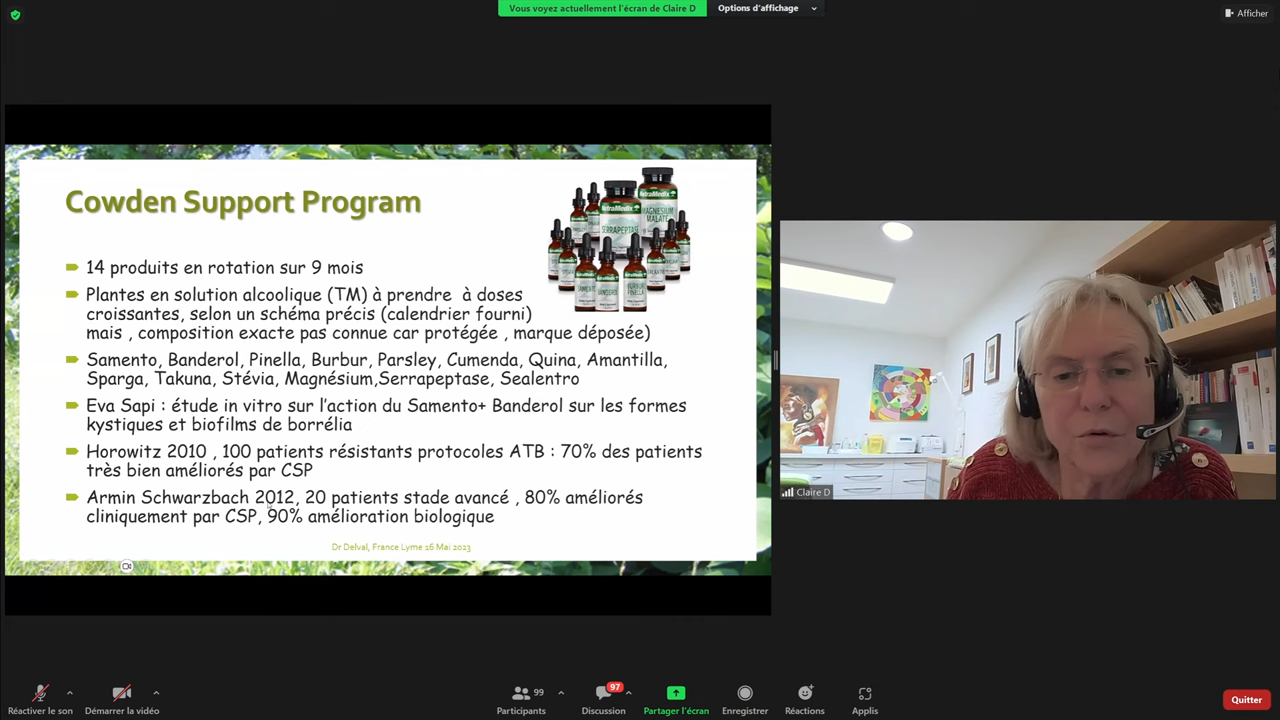 Vous voyez actuellement l'écran de Claire D
Options d'affichage
Afficher
Cowden Support Program
NutraMedix
NutraMedix
MAGNESIUM
MALATE
SERRAPEPTASE
14 produits en rotation sur 9 mois
Plantes en solution alcoolique (TM) à prendre à doses
croissantes, selon un schéma précis (calendrier fourni)
mais , composition exacte pas connue car protégée , marque déposée)
Samento, Banderol, Pinella, Burbur, Parsley, Cumenda, Quina, Amantilla,
Sparga, Takuna, Stévia, Magnésium,Serrapeptase, Sealentro
Eva Sapi : étude in vitro sur l'action du Samento+ Banderol sur les formes
kystiques et biofilms de borrélia
Horowitz 2010 , 100 patients résistants protocoles ATB : 70% des patients
très bien améliorés par CSP
Armin Schwarzbach 2012, 20 patients stade avancé , 80% améliorés
cliniquement par CSP, 90% amélioration biologique
Dr Delval, France Lyme 16 Mai 2023
Claire D
Réactiver le son
Démarrer la vidéo
99
Participants
97
Discussion
Partager l'écran
Enregistrer
Réactions
Applis
Quitter